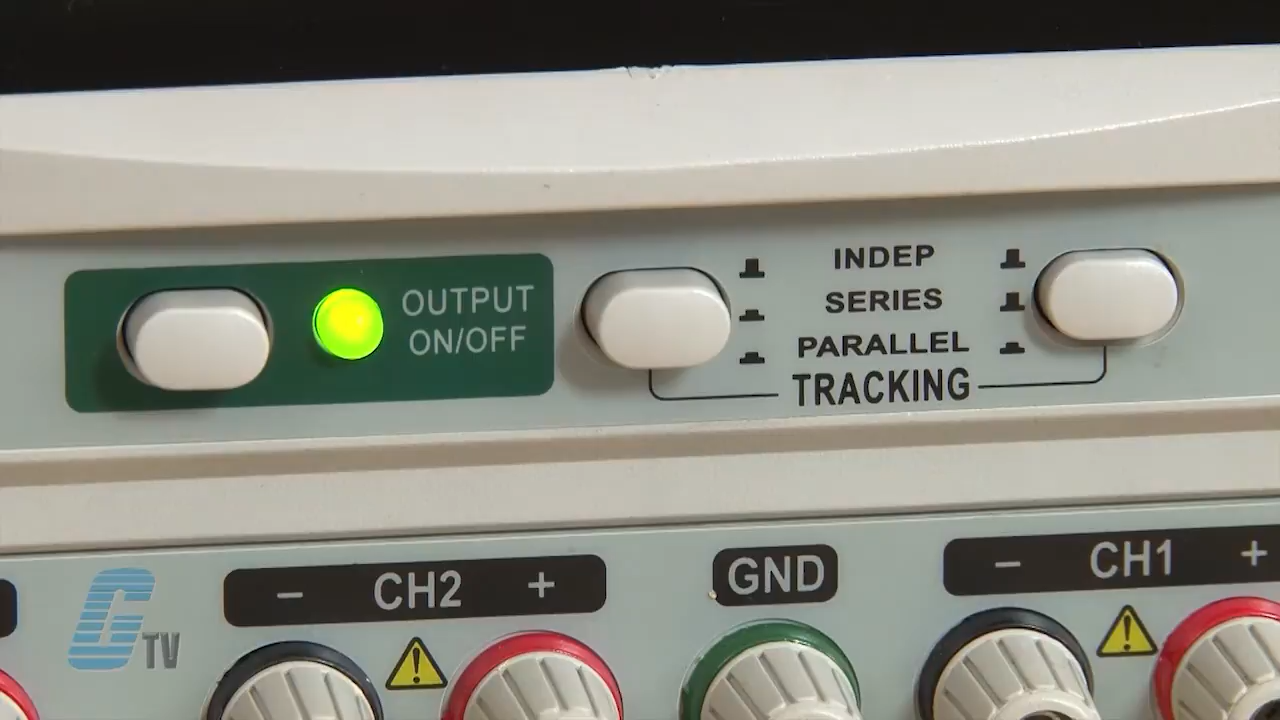 OUTPUT
ON/OFF
INDEP
SERIES
PARALLEL
TRACKING
- CH2 +
GND
- CH1 +
G TV